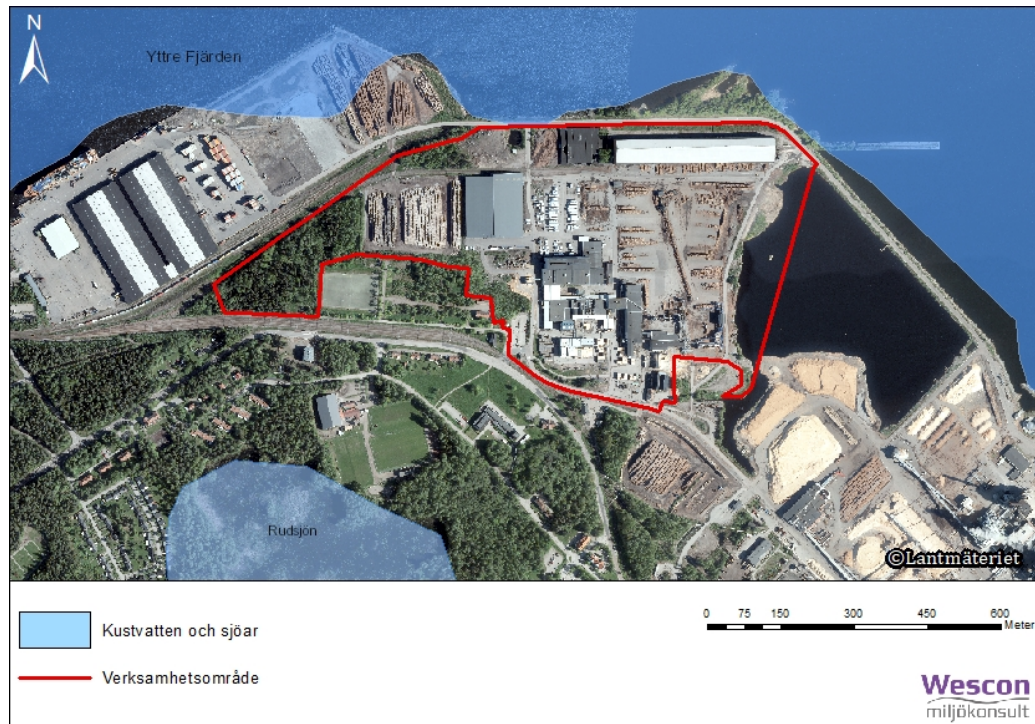 N
Yttre Fjärden
Rudsjön
©Lantmäteriet
Kustvatten och sjöar
0 75 150 300 450 600
Meter
Verksamhetsområde
Wescon
miljökonsult